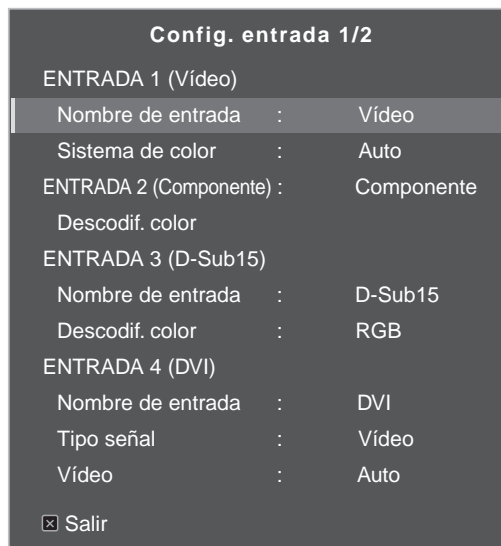 Config. entrada 1/2
ENTRADA 1 (Vídeo)
Nombre de entrada : Vídeo
Sistema de color : Auto
ENTRADA 2 (Componente) : Componente
Descodif. color
ENTRADA 3 (D-Sub15)
Nombre de entrada : D-Sub15
Descodif. color : RGB
ENTRADA 4 (DVI)
Nombre de entrada : DVI
Tipo señal : Vídeo
Vídeo : Auto
Salir